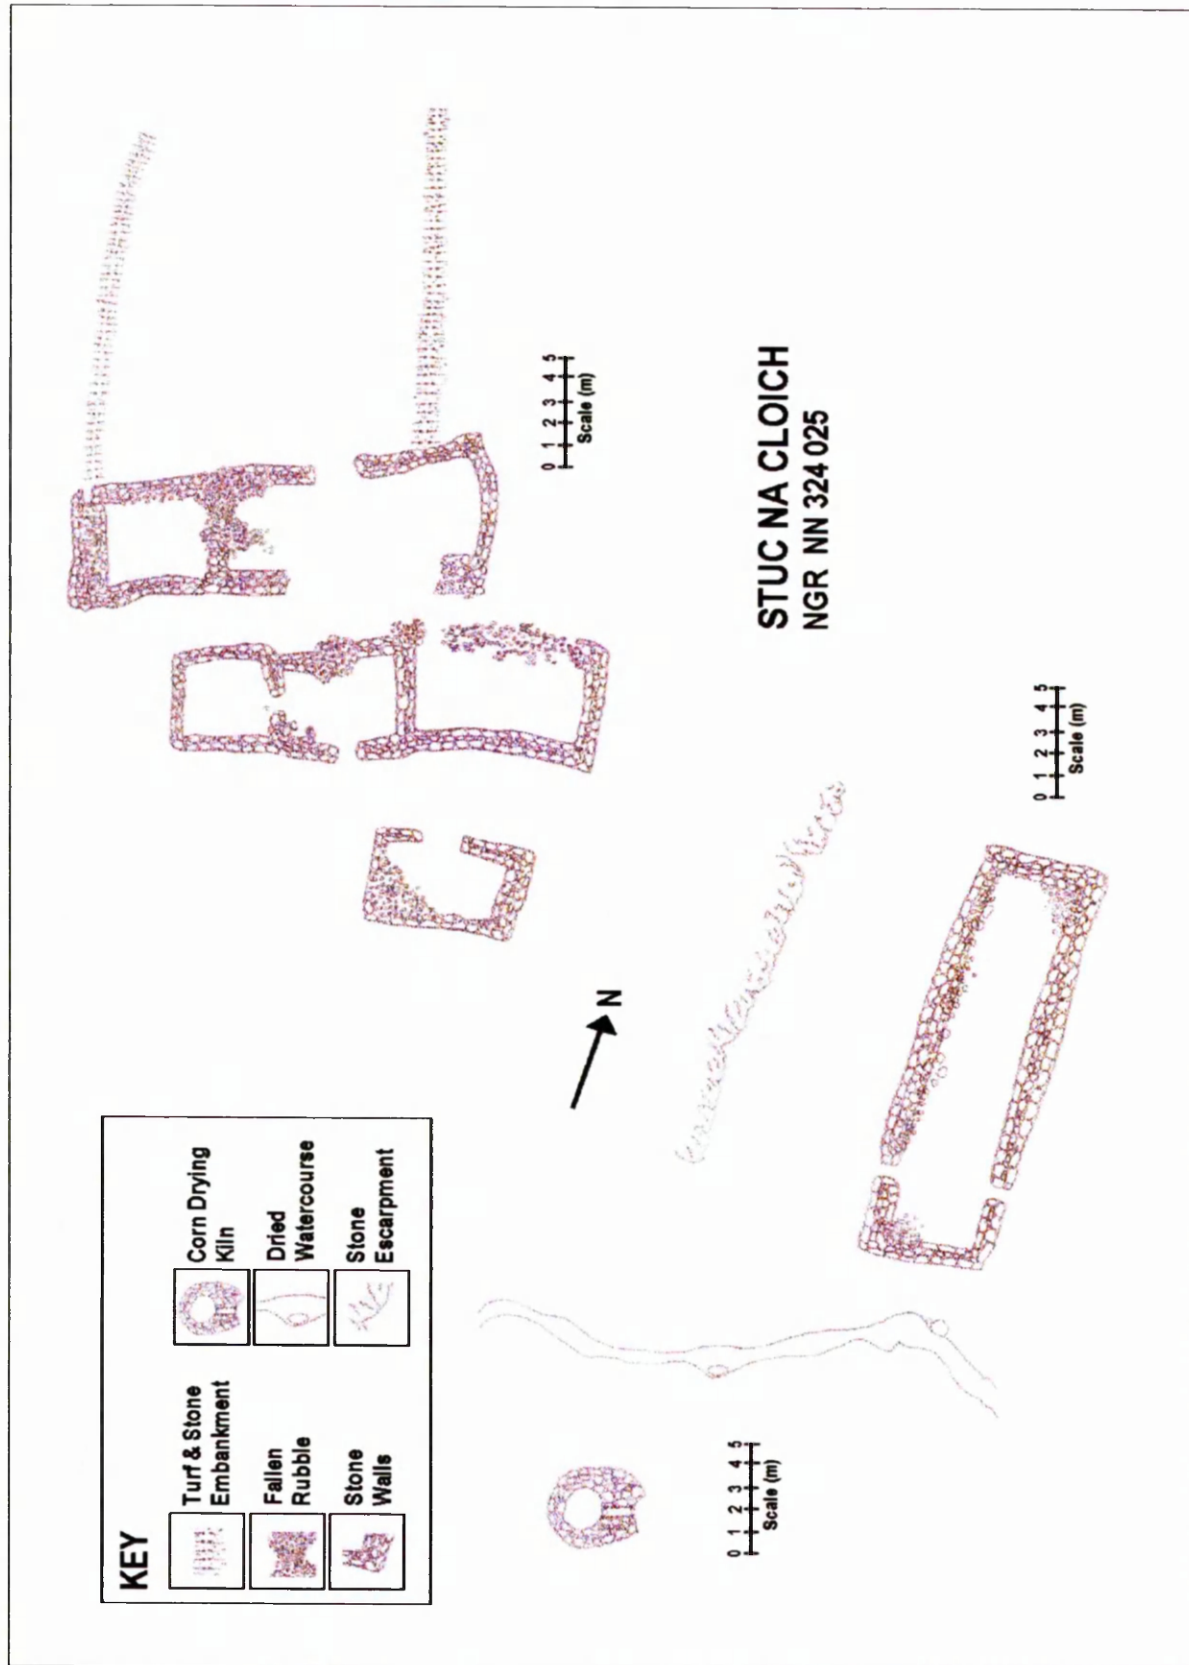 KEY
Turf & Stone
Embankment
Fallen
Rubble
Stone
Walls
Corn Drying
Kiln
Dried
Watercourse
Stone
Escarpment
N
STUC NA CLOICH
NGR NN 324 025
0 1 2 3 4 5
Scale (m)
0 1 2 3 4 5
Scale (m)
0 1 2 3 4 5
Scale (m)